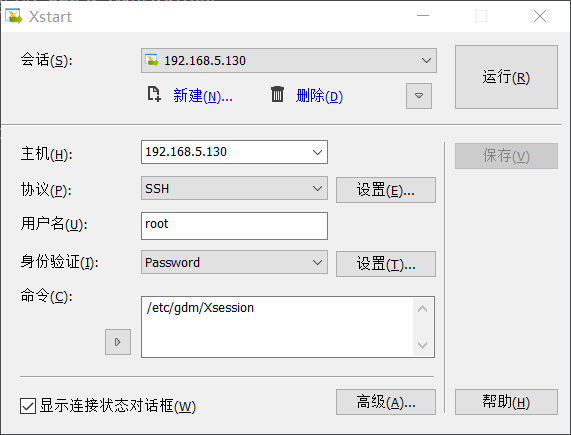 Xstart
会话(S):
192.168.5.130
运行(R)
新建(N)...
删除(D)
主机(H):
192.168.5.130
保存(V)
协议(P):
SSH
设置(E)...
用户名(U):
root
身份验证(I):
Password
设置(T)...
命令(C):
/etc/gdm/Xsession
显示连接状态对话框(W)
高级(A)...
帮助(H)